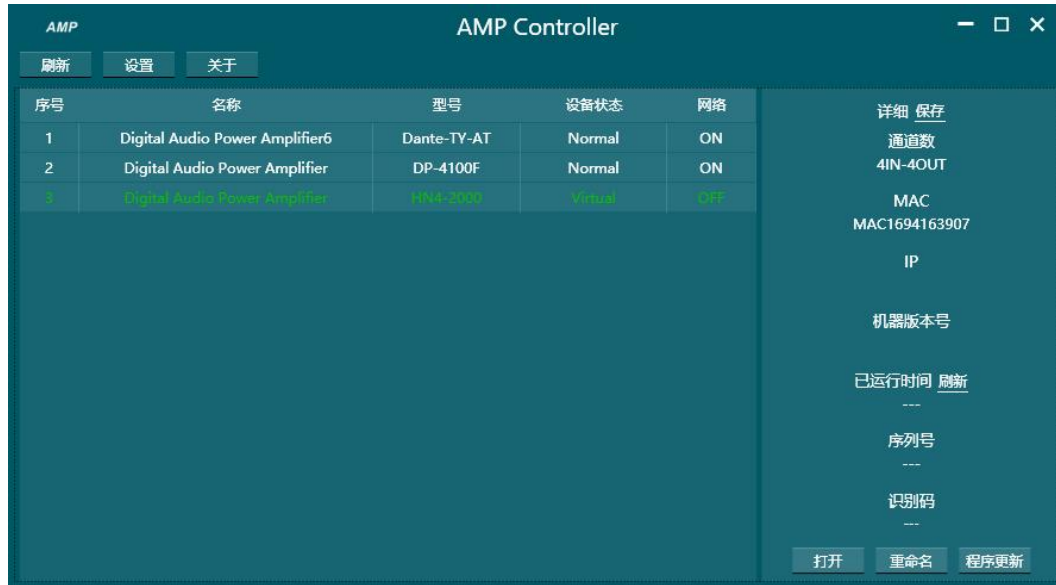 AMP
AMP Controller
刷新 设置 关于
序号 名称 型号 设备状态 网络
1 Digital Audio Power Amplifier6 Dante-TY-AT Normal ON
2 Digital Audio Power Amplifier DP-4100F Normal ON
3 Digital Audio Power Amplifier HN4-2000 Virtual OFF
详细 保存
通道数
4IN-4OUT
MAC
MAC1694163907
IP
机器版本号
已运行时间 刷新
---
序列号
---
识别码
---
打开 重命名 程序更新